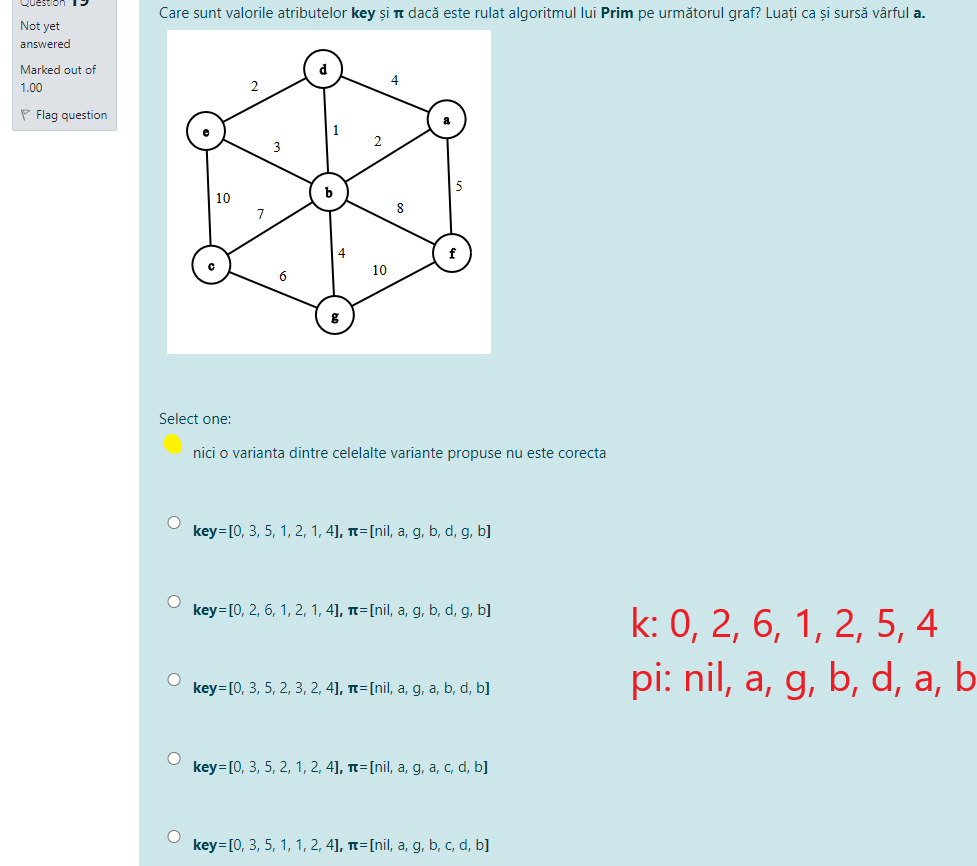 Question 19
Not yet
answered
Marked out of
1.00
Flag question
Care sunt valorile atributelor key și π dacă este rulat algoritmul lui Prim pe următorul graf? Luați ca și sursă vârful a.
d
2
4
a
e
1
2
3
5
b
10
7
8
f
4
c
6
10
g
Select one:
nici o varianta dintre celelalte variante propuse nu este corecta
key=[0, 3, 5, 1, 2, 1, 4], π=[nil, a, g, b, d, g, b]
key=[0, 2, 6, 1, 2, 1, 4], π=[nil, a, g, b, d, g, b]
k: 0, 2, 6, 1, 2, 5, 4
pi: nil, a, g, b, d, a, b
key=[0, 3, 5, 2, 3, 2, 4], π=[nil, a, g, a, b, d, b]
key=[0, 3, 5, 2, 1, 2, 4], π=[nil, a, g, a, c, d, b]
key=[0, 3, 5, 1, 1, 2, 4], π=[nil, a, g, b, c, d, b]